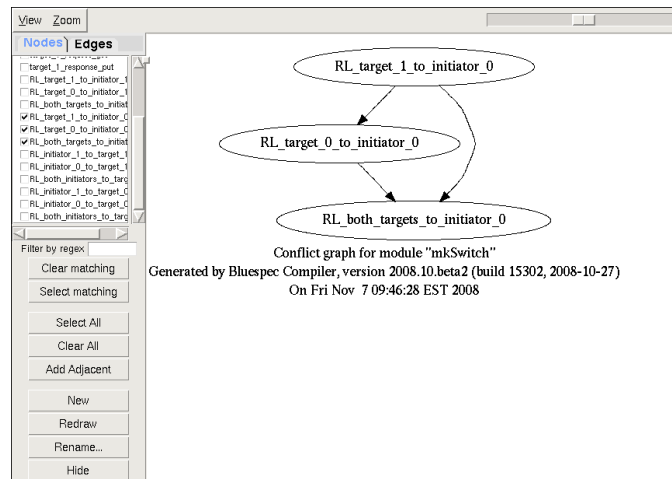 View Zoom
Nodes Edges
target_1_response_put
RL_target_1_to_initiator_1
RL_target_0_to_initiator_1
RL_both_targets_to_initiat
RL_target_1_to_initiator_0
RL_target_0_to_initiator_0
RL_both_targets_to_initiat
RL_initiator_1_to_target_1
RL_initiator_0_to_target_1
RL_both_initiators_to_targ
RL_initiator_1_to_target_0
RL_initiator_0_to_target_0
RL_both_initiators_to_targ
Filter by regex
Clear matching
Select matching
Select All
Clear All
Add Adjacent
New
Redraw
Rename...
Hide
RL_target_1_to_initiator_0
RL_target_0_to_initiator_0
RL_both_targets_to_initiator_0
Conflict graph for module "mkSwitch"
Generated by Bluespec Compiler, version 2008.10.beta2 (build 15302, 2008-10-27)
On Fri Nov 7 09:46:28 EST 2008